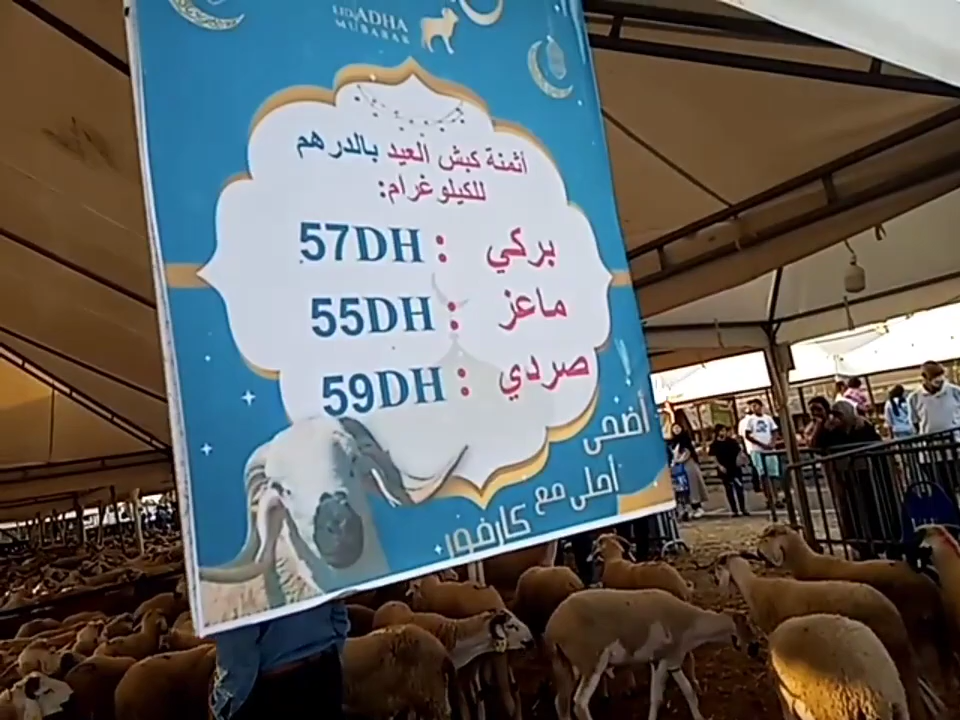 EID ADHA
MUBARAK
أثمنة كبش العيد بالدرهم
للكيلوغرام:
بركي : 57DH
ماعز : 55DH
صردي : 59DH
أضحى
أحلى مع كارفور